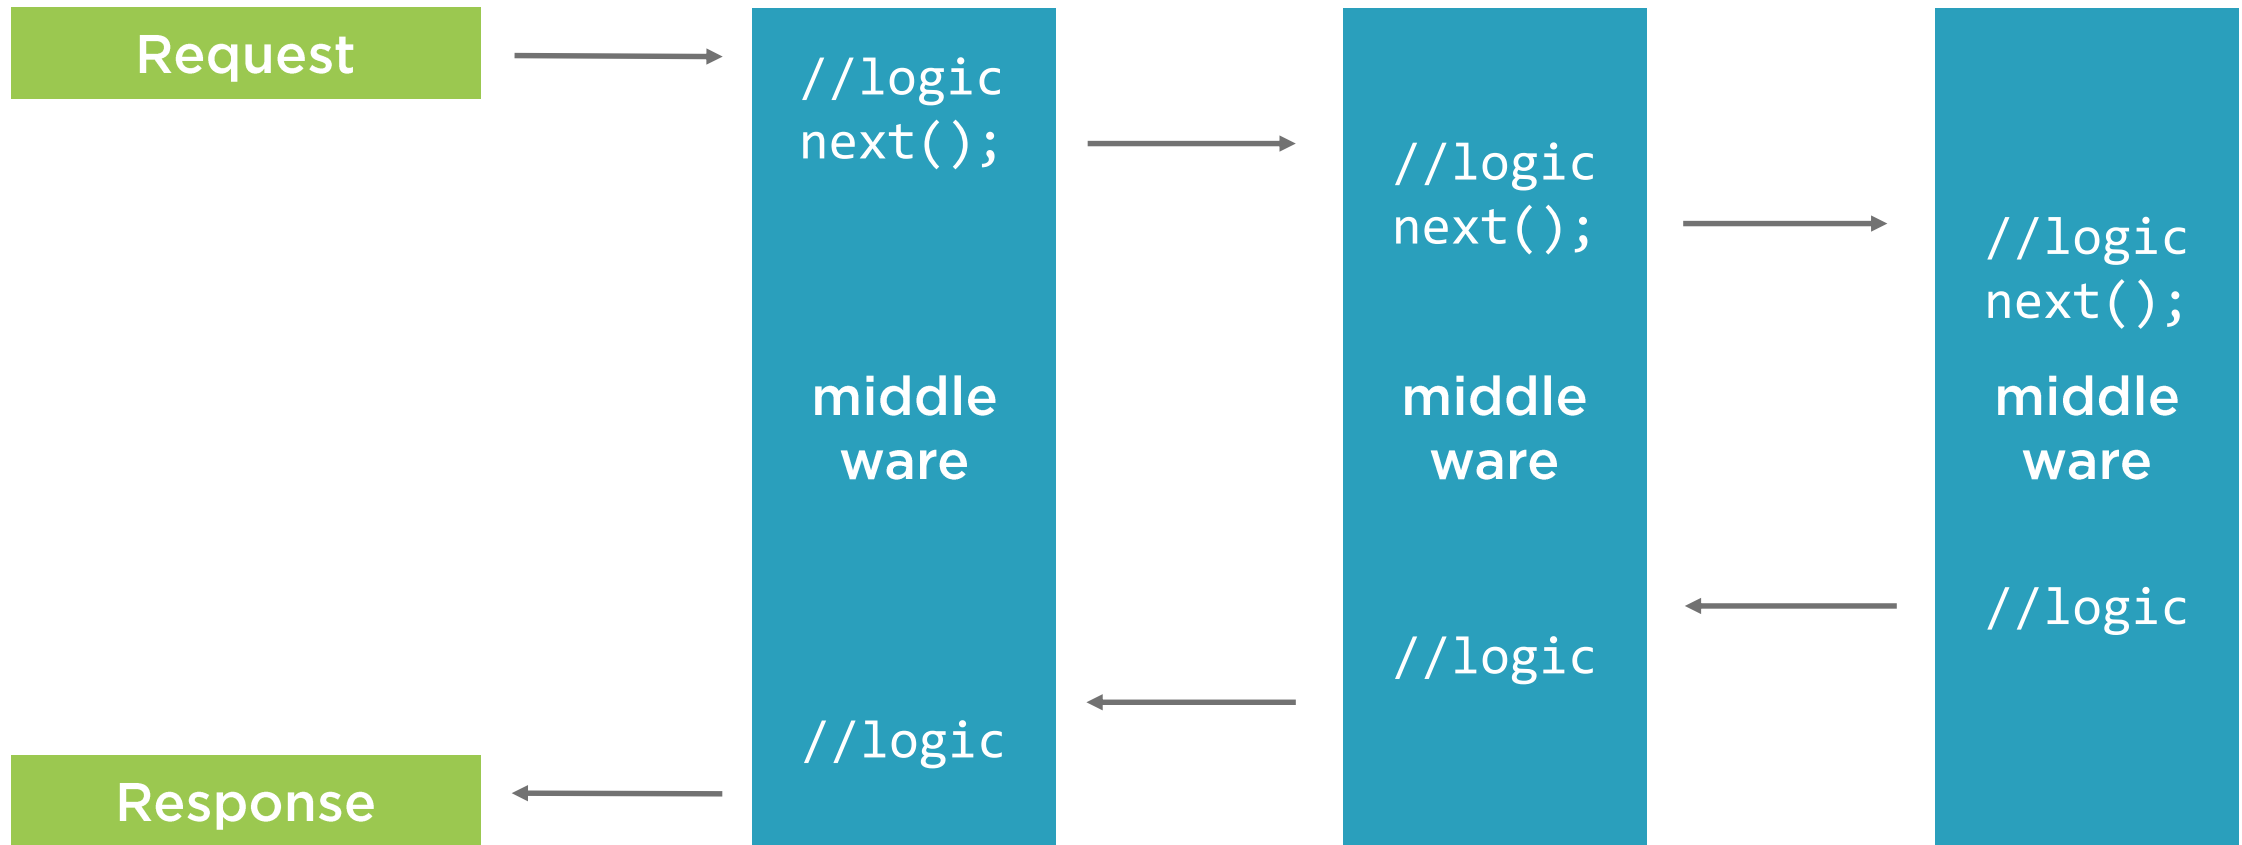 Request
//logic
next();
//logic
next();
//logic
next();
middle
ware
middle
ware
middle
ware
//logic
//logic
//logic
Response